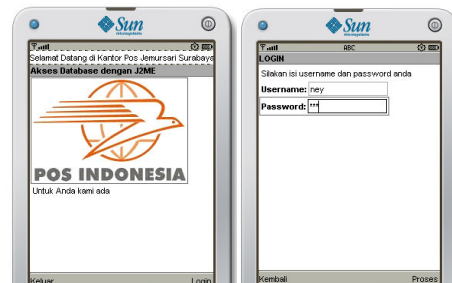 Sun
Selamat Datang di Kantor Pos Jemursari Surabaya
Akses Database dengan J2ME
POS INDONESIA
Untuk Anda kami ada
Keluar
Login
Sun
ABC
LOGIN
Silakan isi username dan password anda
Username: ney
Password: ***
Kembali
Proses